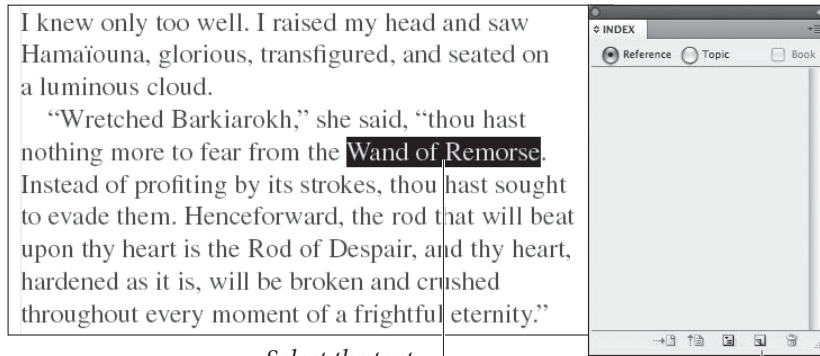 I knew only too well. I raised my head and saw
Hamaïouna, glorious, transfigured, and seated on
a luminous cloud.
“Wretched Barkiarokh,” she said, “thou hast
nothing more to fear from the Wand of Remorse.
Instead of profiting by its strokes, thou hast sought
to evade them. Henceforward, the rod that will beat
upon thy heart is the Rod of Despair, and thy heart,
hardened as it is, will be broken and crushed
throughout every moment of a frightful eternity.”
INDEX
Reference Topic Book
Select the text